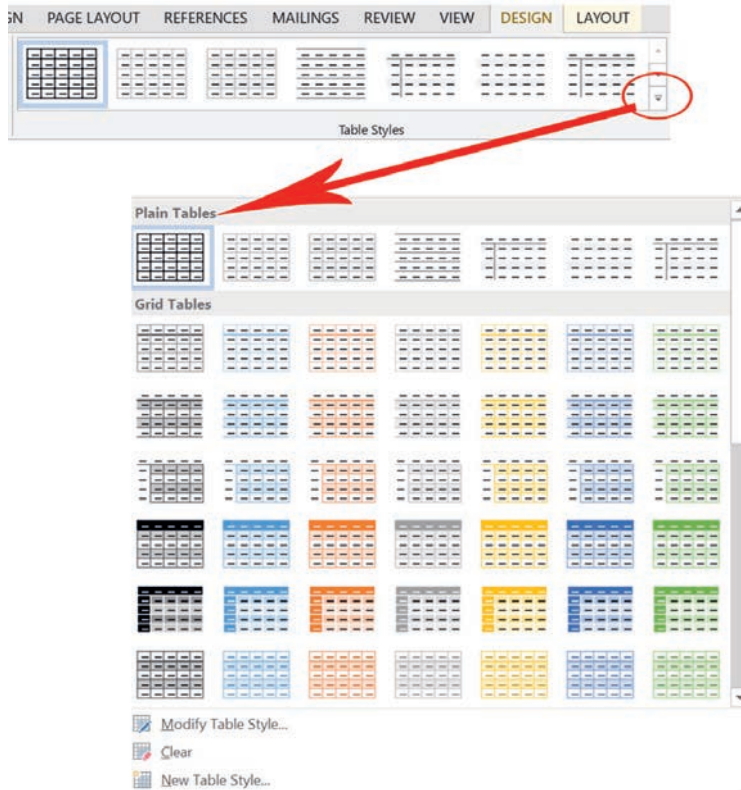 GN PAGE LAYOUT REFERENCES MAILINGS REVIEW VIEW DESIGN LAYOUT
Table Styles
Plain Tables
Grid Tables
Modify Table Style...
Clear
New Table Style...